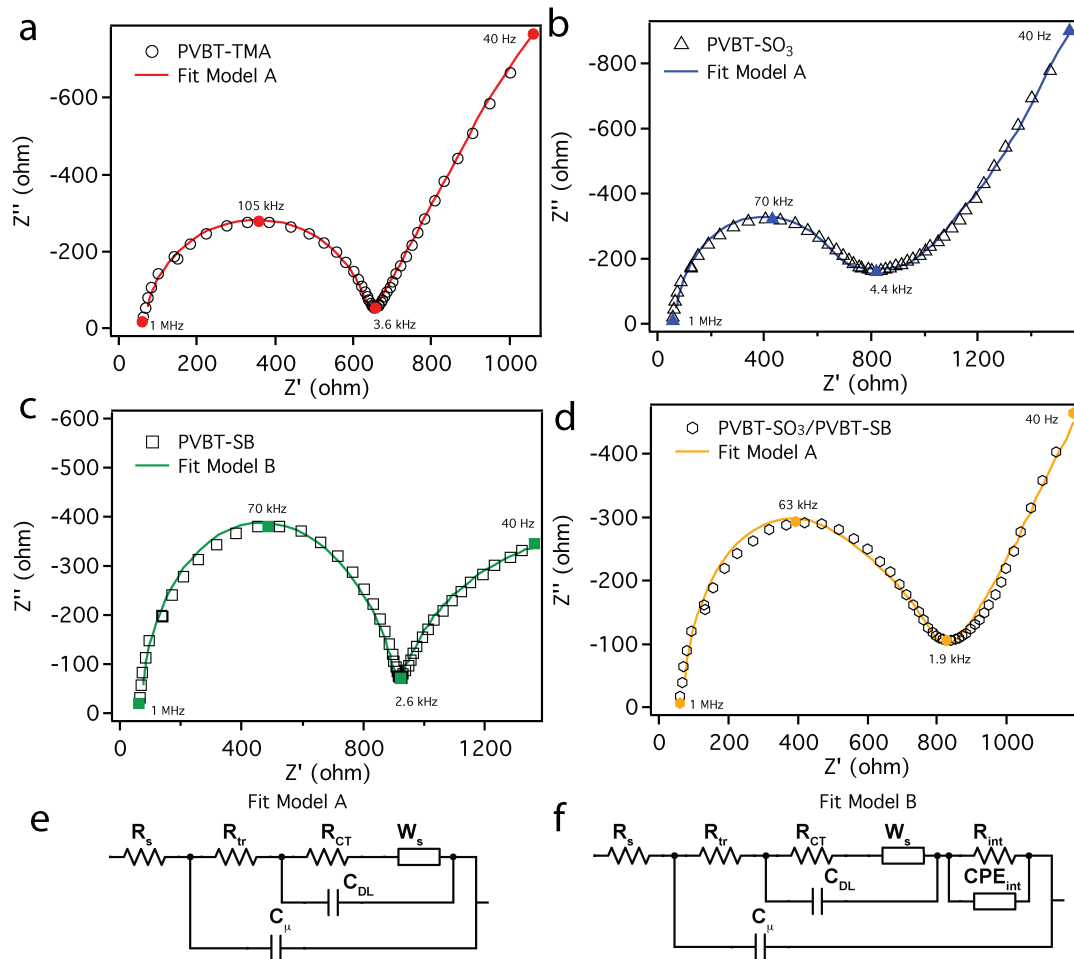 a
PVBT-TMA
Fit Model A
40 Hz
105 kHz
1 MHz
3.6 kHz
Z'' (ohm)
-600
-400
-200
0
0 200 400 600 800 1000
Z' (ohm)
b
PVBT-SO₃
Fit Model A
40 Hz
70 kHz
4.4 kHz
1 MHz
Z'' (ohm)
-800
-600
-400
-200
0
0 400 800 1200
Z' (ohm)
c
PVBT-SB
Fit Model B
70 kHz
40 Hz
1 MHz
2.6 kHz
Z'' (ohm)
-600
-500
-400
-300
-200
-100
0
0 400 800 1200
Z' (ohm)
d
PVBT-SO₃/PVBT-SB
Fit Model A
40 Hz
63 kHz
1.9 kHz
1 MHz
Z'' (ohm)
-400
-300
-200
-100
0
0 200 400 600 800 1000
Z' (ohm)
e
Fit Model A
Rs Rtr RCT Ws
CDL
Cμ
f
Fit Model B
Rs Rtr RCT Ws Rint
CDL CPEint
Cμ